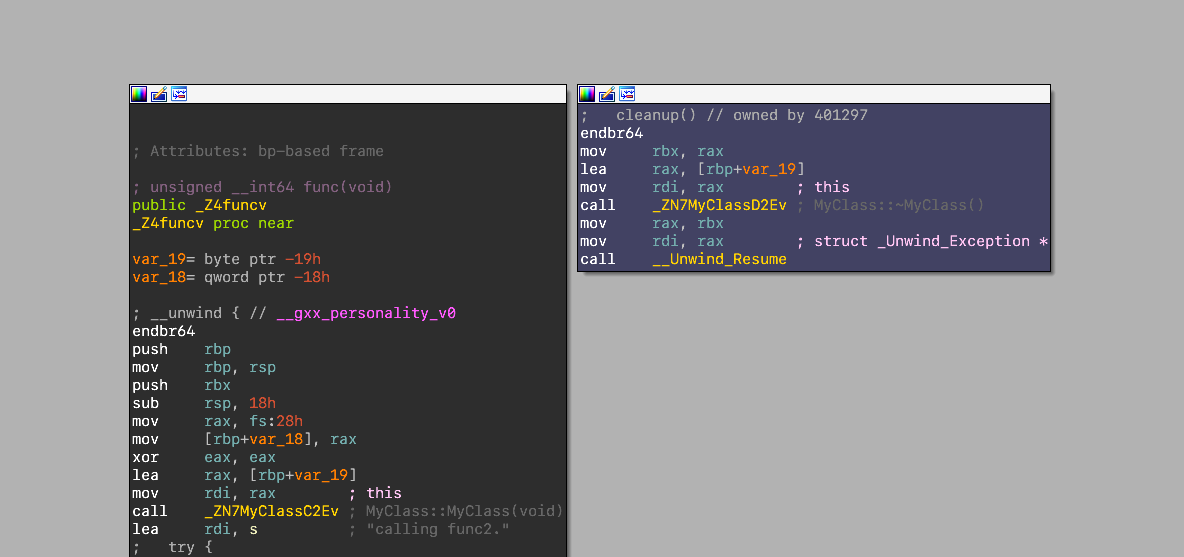 ; Attributes: bp-based frame
; unsigned __int64 func(void)
public _Z4funcv
_Z4funcv proc near
var_19= byte ptr -19h
var_18= qword ptr -18h
; __unwind { // __gxx_personality_v0
endbr64
push rbp
mov rbp, rsp
push rbx
sub rsp, 18h
mov rax, fs:28h
mov [rbp+var_18], rax
xor eax, eax
lea rax, [rbp+var_19]
mov rdi, rax ; this
call _ZN7MyClassC2Ev ; MyClass::MyClass(void)
lea rdi, s ; "calling func2."
; try {
; cleanup() // owned by 401297
endbr64
mov rbx, rax
lea rax, [rbp+var_19]
mov rdi, rax ; this
call _ZN7MyClassD2Ev ; MyClass::~MyClass()
mov rax, rbx
mov rdi, rax ; struct _Unwind_Exception *
call __Unwind_Resume